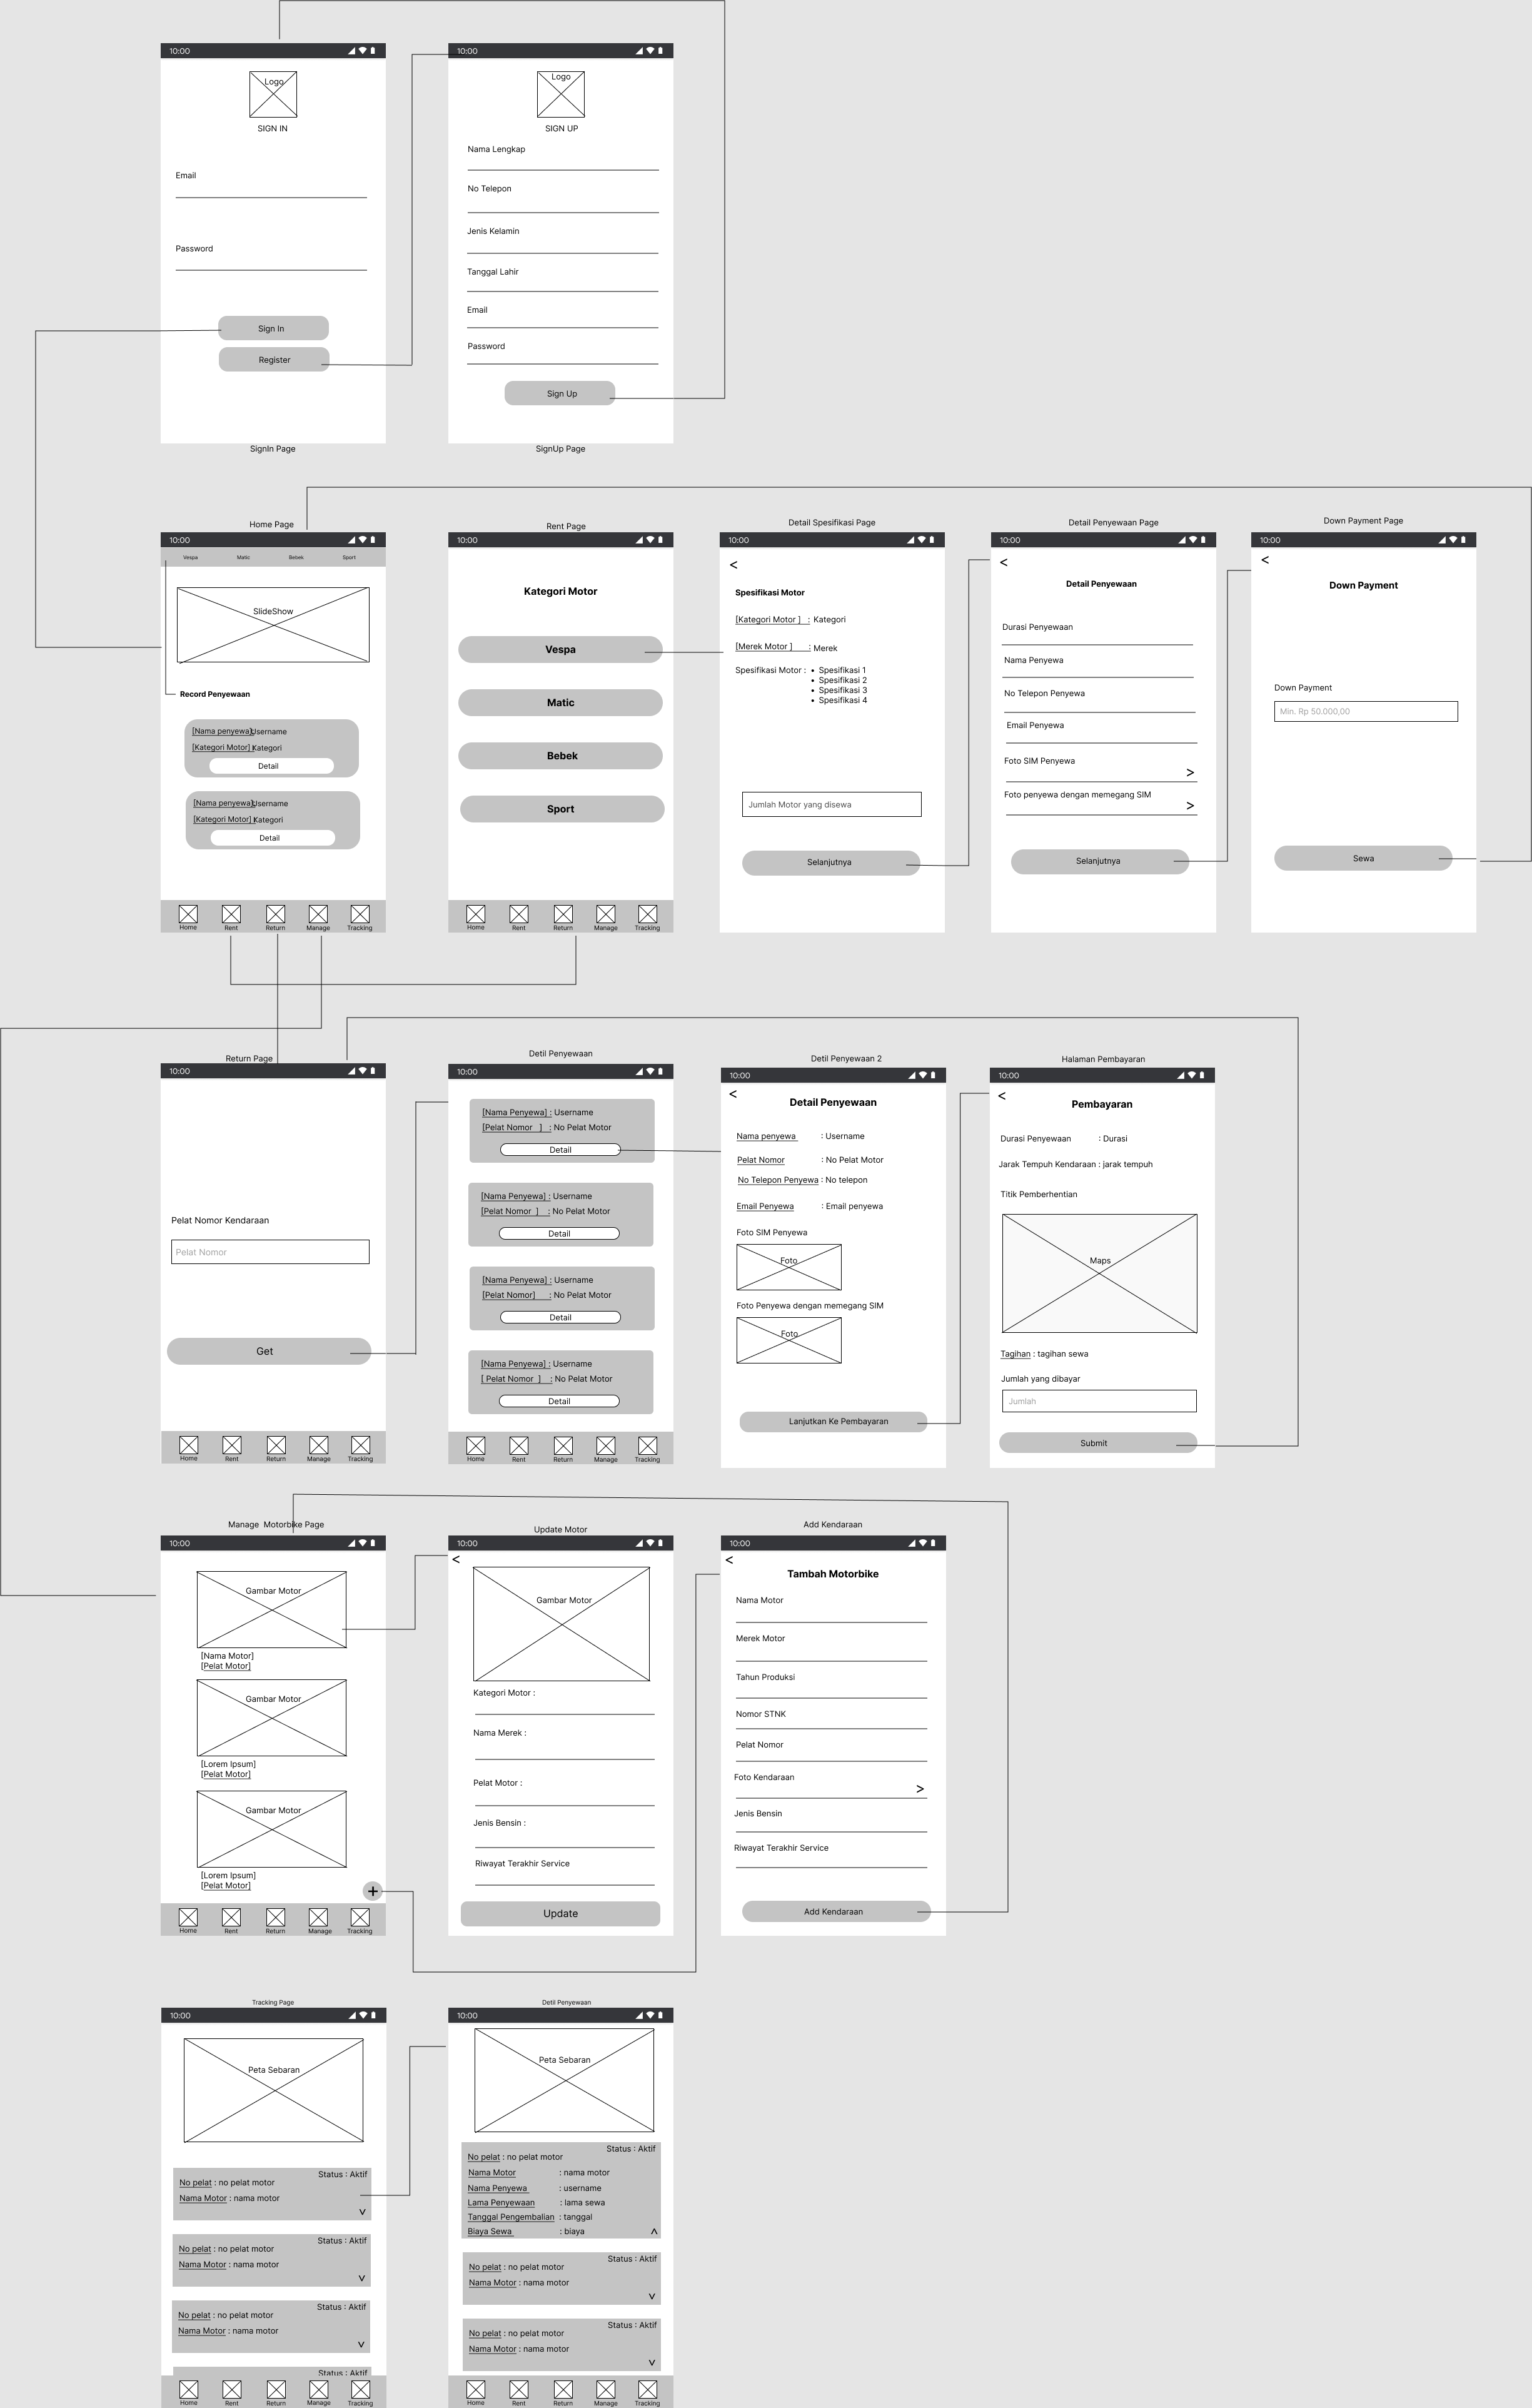 10:00
Logo
SIGN IN
Email
Password
Sign In
Register
SignIn Page
10:00
Logo
SIGN UP
Nama Lengkap
No Telepon
Jenis Kelamin
Tanggal Lahir
Email
Password
Sign Up
SignUp Page
Home Page
10:00
Vespa Matic Bebek Sport
SlideShow
Record Penyewaan
[Nama penyewa]: Username
[Kategori Motor] : Kategori
Detail
[Nama penyewa]: Username
[Kategori Motor] : Kategori
Detail
Home Rent Return Manage Tracking
Rent Page
10:00
Kategori Motor
Vespa
Matic
Bebek
Sport
Home Rent Return Manage Tracking
Detail Spesifikasi Page
10:00
<
Spesifikasi Motor
[Kategori Motor ] : Kategori
[Merek Motor ] : Merek
Spesifikasi Motor : • Spesifikasi 1
• Spesifikasi 2
• Spesifikasi 3
• Spesifikasi 4
Jumlah Motor yang disewa
Selanjutnya
Detail Penyewaan Page
10:00
<
Detail Penyewaan
Durasi Penyewaan
Nama Penyewa
No Telepon Penyewa
Email Penyewa
Foto SIM Penyewa
>
Foto penyewa dengan memegang SIM
>
Selanjutnya
Down Payment Page
10:00
<
Down Payment
Down Payment
Min. Rp 50.000,00
Sewa
Return Page
10:00
Pelat Nomor Kendaraan
Pelat Nomor
Get
Home Rent Return Manage Tracking
Detil Penyewaan
10:00
[Nama Penyewa] : Username
[Pelat Nomor ] : No Pelat Motor
Detail
[Nama Penyewa] : Username
[Pelat Nomor ] : No Pelat Motor
Detail
[Nama Penyewa] : Username
[Pelat Nomor] : No Pelat Motor
Detail
[Nama Penyewa] : Username
[ Pelat Nomor ] : No Pelat Motor
Detail
Home Rent Return Manage Tracking
Detil Penyewaan 2
10:00
<
Detail Penyewaan
Nama penyewa : Username
Pelat Nomor : No Pelat Motor
No Telepon Penyewa : No telepon
Email Penyewa : Email penyewa
Foto SIM Penyewa
Foto
Foto Penyewa dengan memegang SIM
Foto
Lanjutkan Ke Pembayaran
Halaman Pembayaran
10:00
<
Pembayaran
Durasi Penyewaan : Durasi
Jarak Tempuh Kendaraan : jarak tempuh
Titik Pemberhentian
Maps
Tagihan : tagihan sewa
Jumlah yang dibayar
Jumlah
Submit
Manage Motorbike Page
10:00
Gambar Motor
[Nama Motor]
[Pelat Motor]
Gambar Motor
[Lorem Ipsum]
[Pelat Motor]
Gambar Motor
[Lorem Ipsum]
[Pelat Motor]
+
Home Rent Return Manage Tracking
Update Motor
10:00
<
Gambar Motor
Kategori Motor :
Nama Merek :
Pelat Motor :
Jenis Bensin :
Riwayat Terakhir Service
Update
Add Kendaraan
10:00
<
Tambah Motorbike
Nama Motor
Merek Motor
Tahun Produksi
Nomor STNK
Pelat Nomor
Foto Kendaraan
>
Jenis Bensin
Riwayat Terakhir Service
Add Kendaraan
Tracking Page
10:00
Peta Sebaran
Status : Aktif
No pelat : no pelat motor
Nama Motor : nama motor
Status : Aktif
No pelat : no pelat motor
Nama Motor : nama motor
Status : Aktif
No pelat : no pelat motor
Nama Motor : nama motor
Status : Aktif
Home Rent Return Manage Tracking
Detil Penyewaan
10:00
Peta Sebaran
Status : Aktif
No pelat : no pelat motor
Nama Motor : nama motor
Nama Penyewa : username
Lama Penyewaan : lama sewa
Tanggal Pengembalian : tanggal
Biaya Sewa : biaya
Status : Aktif
No pelat : no pelat motor
Nama Motor : nama motor
Status : Aktif
No pelat : no pelat motor
Nama Motor : nama motor
Home Rent Return Manage Tracking